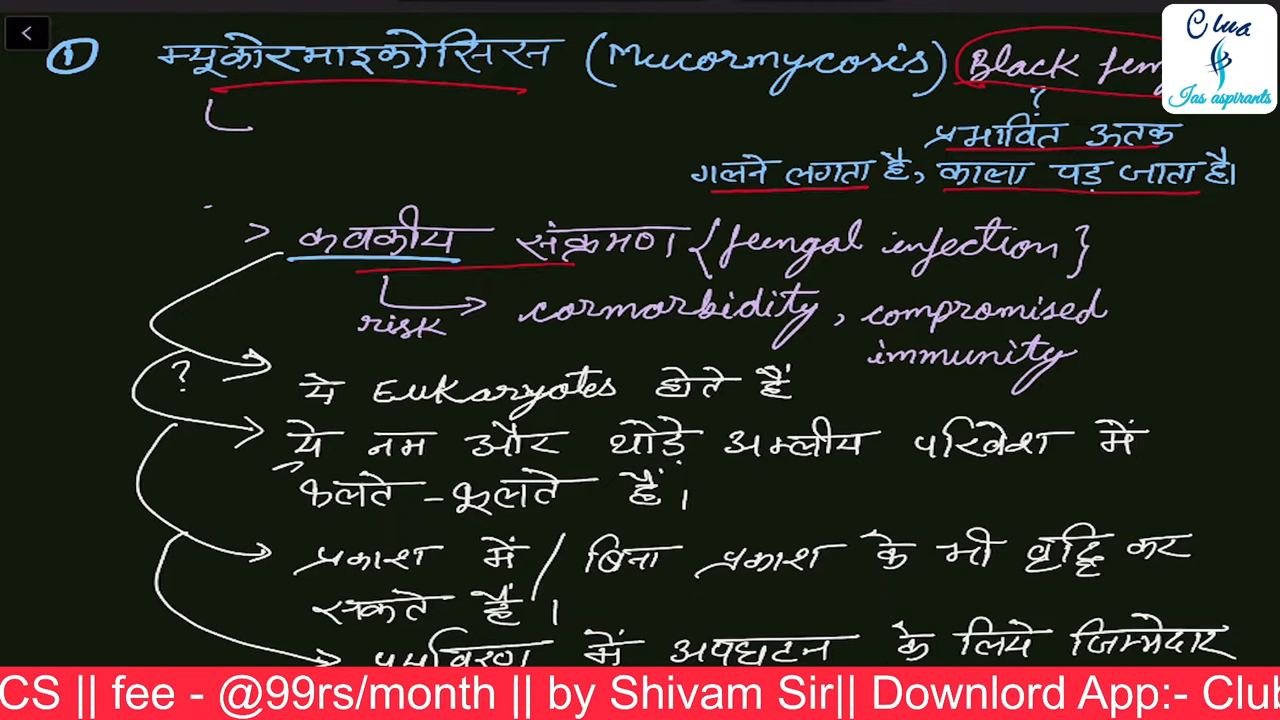 ① म्यूकोरमाइकोसिस (Mucormycosis) Black fung
Clua
Ias aspirants
?
प्रभावित ऊतक
गलने लगता है, काला पड़ जाता है।
> कवकीय संक्रमण {fungal infection}
risk → cormorbidity, compromised
immunity
?
ये Eukaryotes होते हैं
ये नम और थोड़े अम्लीय परिवेश में
फलते - फूलते हैं।
प्रकाश में / बिना प्रकाश के भी वृद्धि कर
सकते हैं।
पर्यावरण में अपघटन के लिये जिम्मेदार
CS || fee - @99rs/month || by Shivam Sir|| Downlord App:- Club